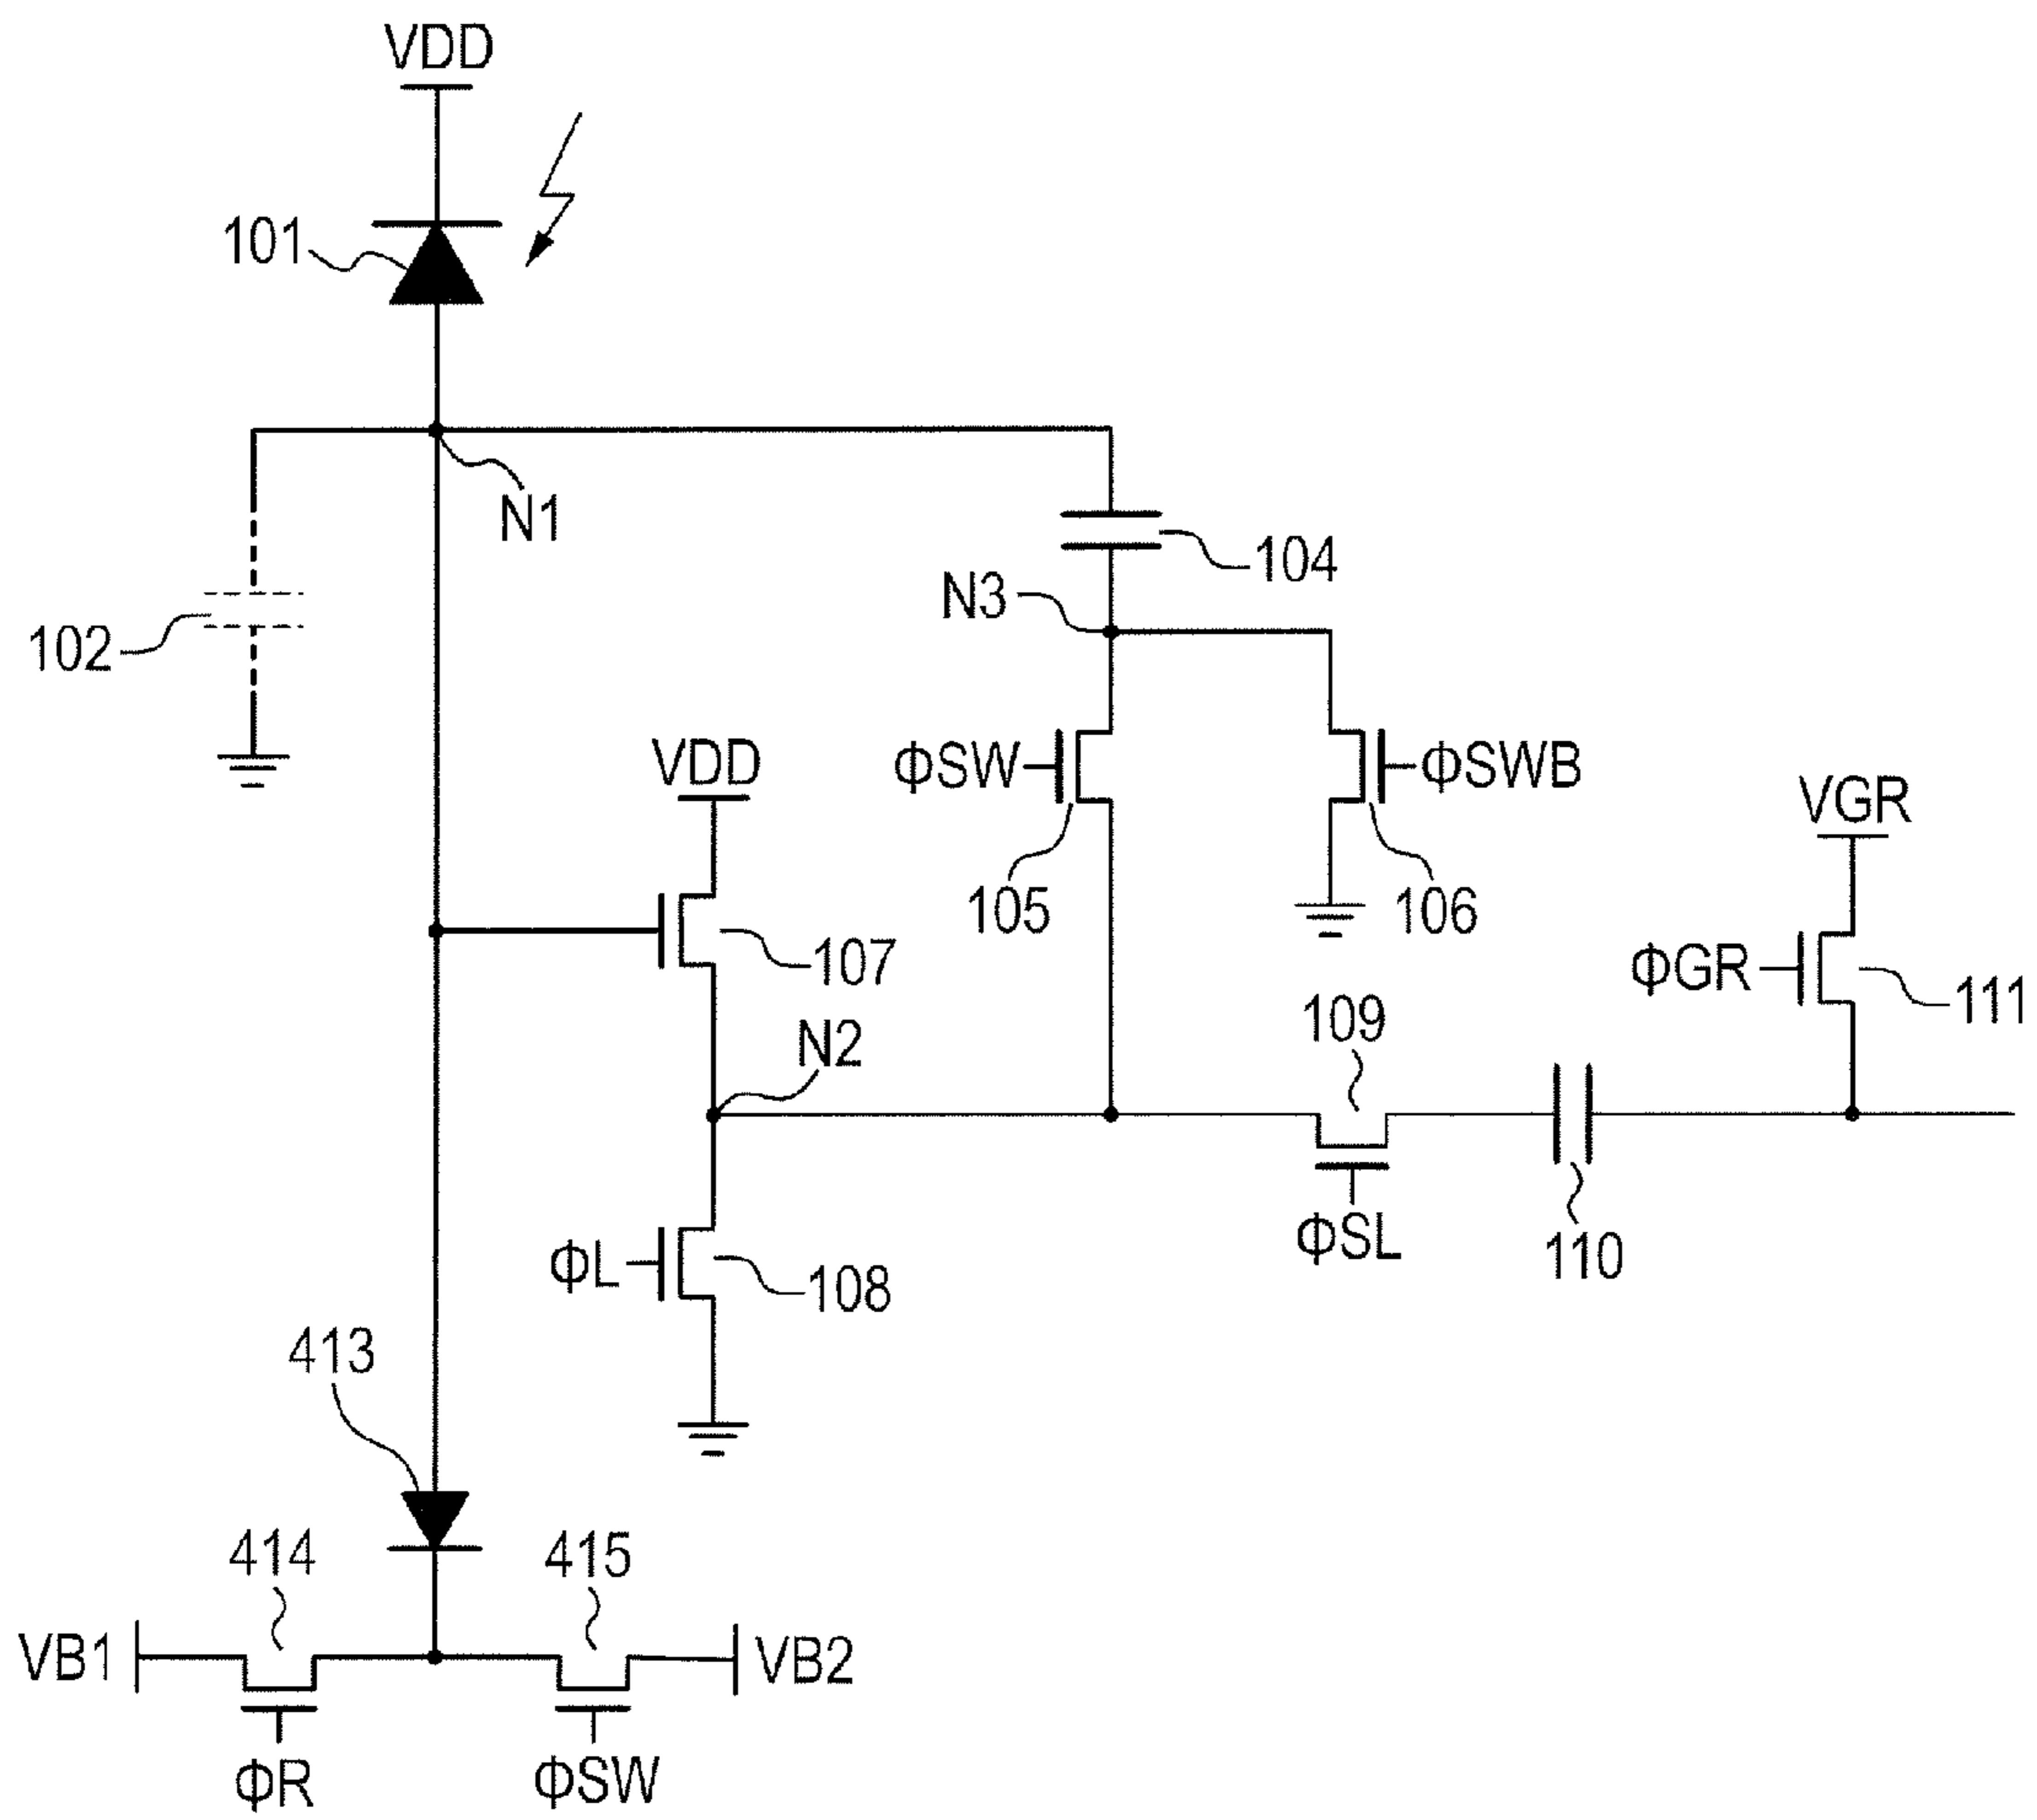 VDD
101
N1
104
N3
102
VDD
ΦSW
ΦSWB
VGR
105
106
107
ΦGR
111
109
N2
ΦL
108
ΦSL
110
413
414
415
VB1
VB2
ΦR
ΦSW